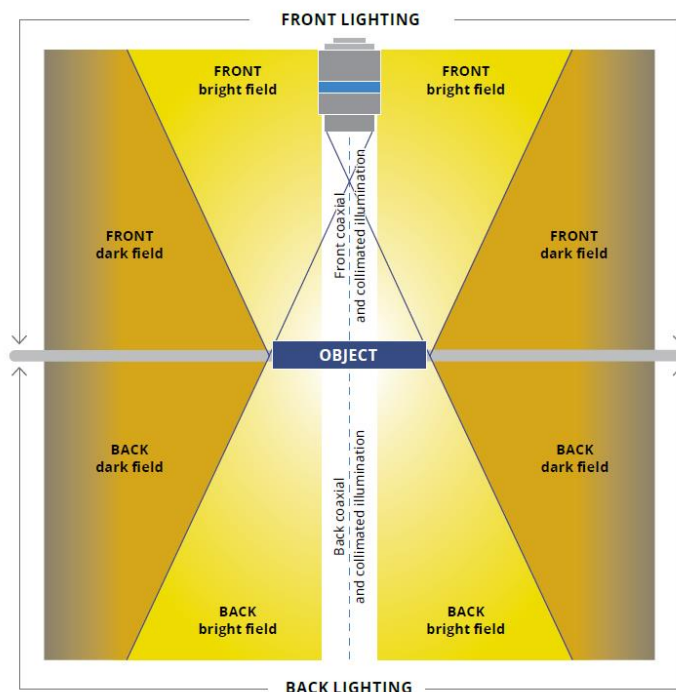 FRONT LIGHTING
FRONT
bright field
FRONT
bright field
Front coaxial
and collimated illumination
FRONT
dark field
FRONT
dark field
OBJECT
BACK
dark field
BACK
dark field
Back coaxial
and collimated illumination
BACK
bright field
BACK
bright field
BACK LIGHTING